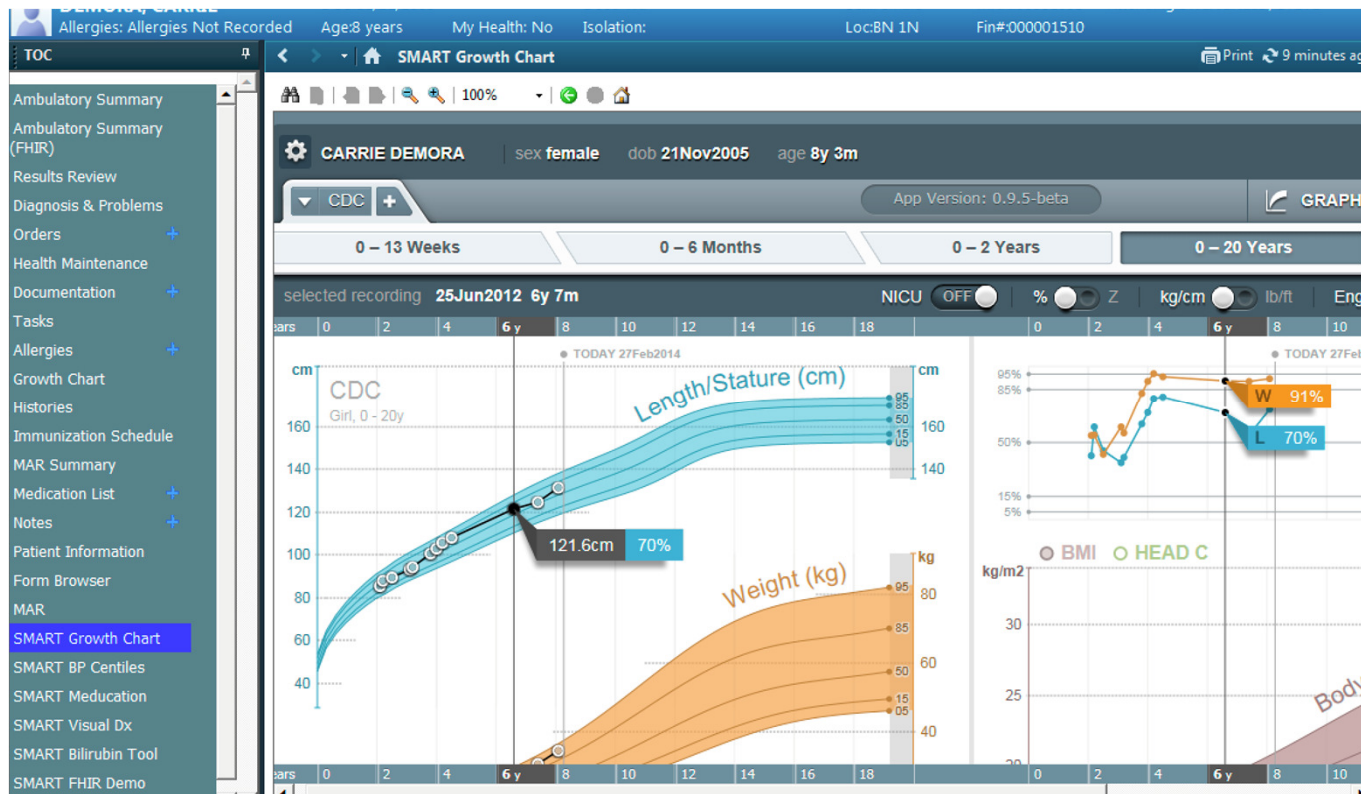 DEMORA, CARRIE
Allergies: Allergies Not Recorded Age:8 years My Health: No Isolation: Loc:BN 1N Fin#:000001510
TOC
SMART Growth Chart
Print 9 minutes ag
Ambulatory Summary
Ambulatory Summary
(FHIR)
Results Review
Diagnosis & Problems
Orders
Health Maintenance
Documentation
Tasks
Allergies
Growth Chart
Histories
Immunization Schedule
MAR Summary
Medication List
Notes
Patient Information
Form Browser
MAR
SMART Growth Chart
SMART BP Centiles
SMART Meducation
SMART Visual Dx
SMART Bilirubin Tool
SMART FHIR Demo
100%
CARRIE DEMORA sex female dob 21Nov2005 age 8y 3m
CDC +
App Version: 0.9.5-beta
GRAPH
0 – 13 Weeks 0 – 6 Months 0 – 2 Years 0 – 20 Years
selected recording 25Jun2012 6y 7m
NICU OFF % Z kg/cm lb/ft Eng
ears 0 2 4 6 y 8 10 12 14 16 18
TODAY 27Feb2014
cm
CDC
Girl, 0 - 20y
Length/Stature (cm)
cm
95
85
50
15
05
160
140
120
100
80
60
40
160
140
121.6cm 70%
Weight (kg)
kg
95
85
50
15
05
80
60
40
ears 0 2 4 6 y 8 10 12 14 16 18
0 2 4 6 y 8 10
TODAY 27Feb
95%
85%
50%
15%
5%
W 91%
L 70%
BMI HEAD C
kg/m2
30
25
20
Body
0 2 4 6 y 8 10